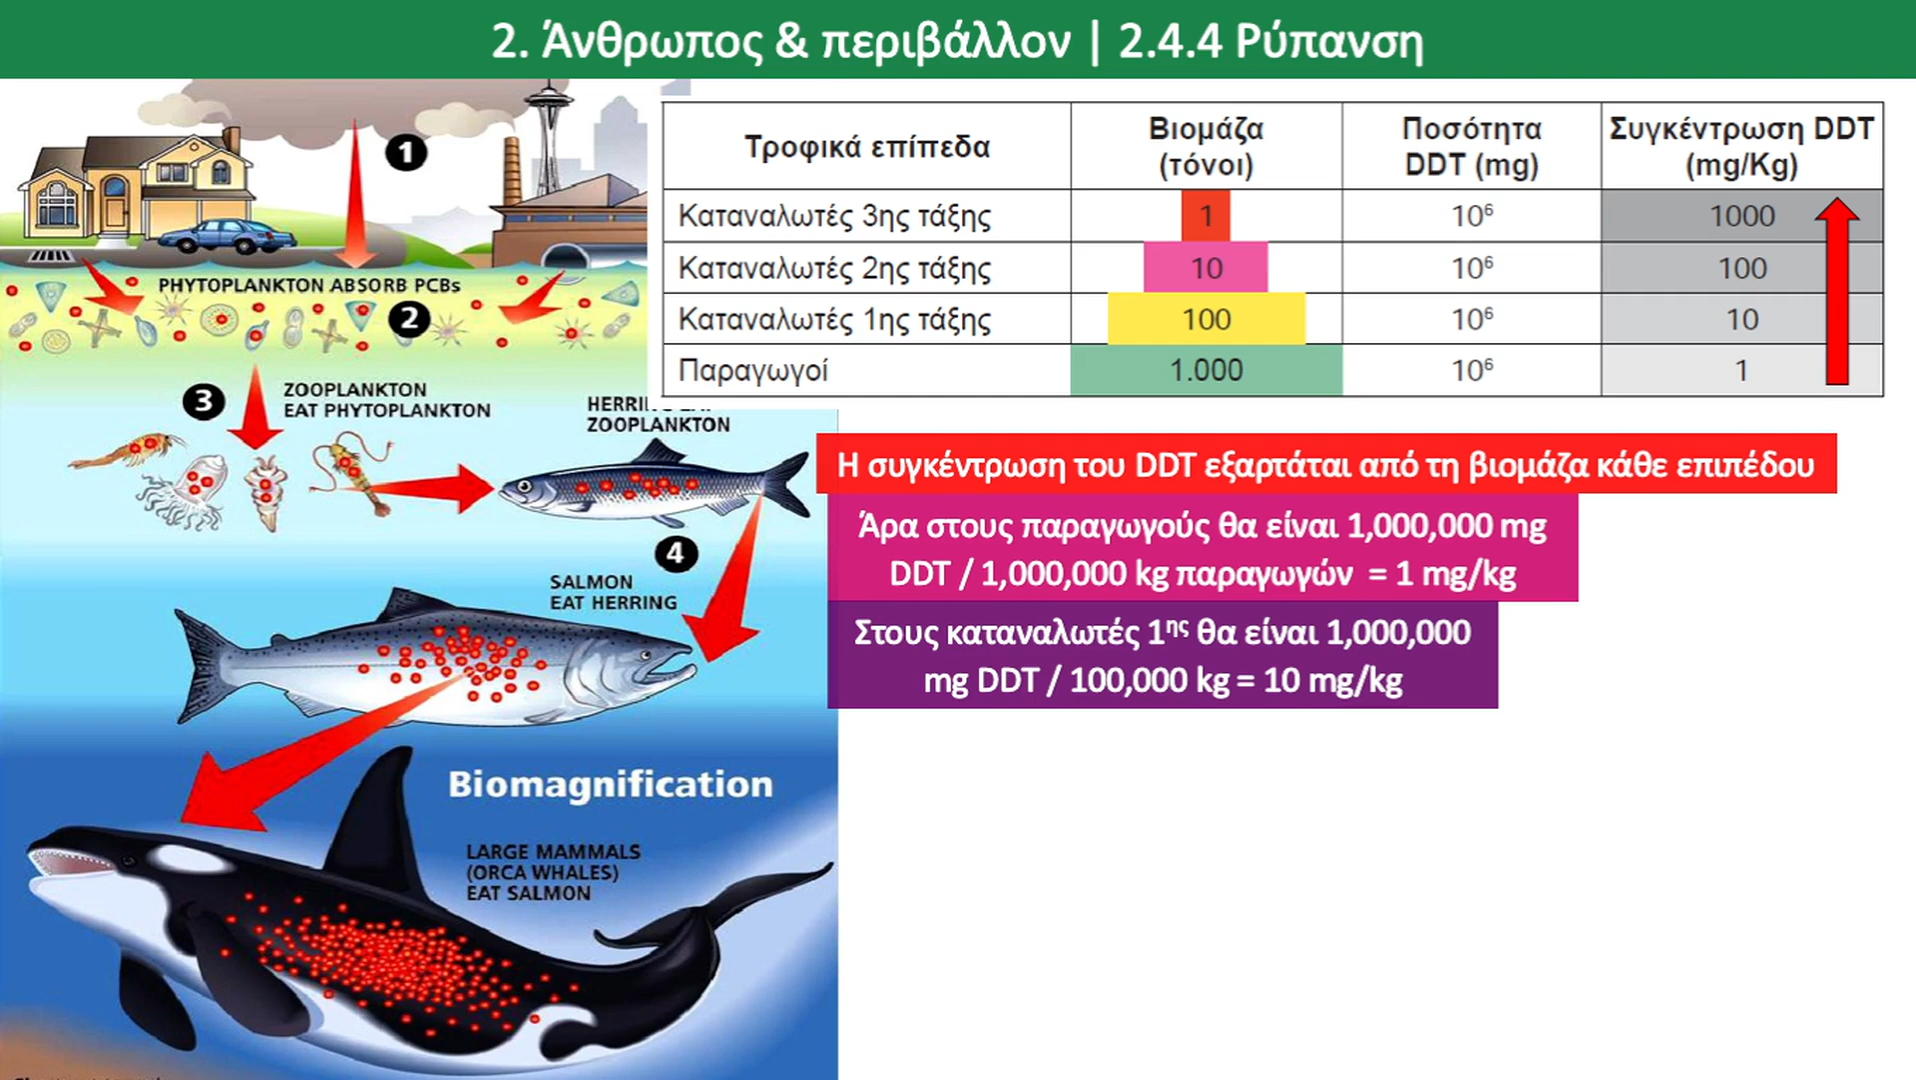 2. Άνθρωπος & περιβάλλον | 2.4.4 Ρύπανση
1
PHYTOPLANKTON ABSORB PCBs
2
3
ZOOPLANKTON
EAT PHYTOPLANKTON
ZOOPLANKTON
4
SALMON
EAT HERRING
Biomagnification
LARGE MAMMALS
(ORCA WHALES)
EAT SALMON
Τροφικά επίπεδα Βιομάζα (τόνοι) Ποσότητα DDT (mg) Συγκέντρωση DDT (mg/Kg)
Καταναλωτές 3ης τάξης 1 10⁶ 1000
Καταναλωτές 2ης τάξης 10 10⁶ 100
Καταναλωτές 1ης τάξης 100 10⁶ 10
Παραγωγοί 1.000 10⁶ 1
Η συγκέντρωση του DDT εξαρτάται από τη βιομάζα κάθε επιπέδου
Άρα στους παραγωγούς θα είναι 1,000,000 mg
DDT / 1,000,000 kg παραγωγών = 1 mg/kg
Στους καταναλωτές 1ης θα είναι 1,000,000
mg DDT / 100,000 kg = 10 mg/kg